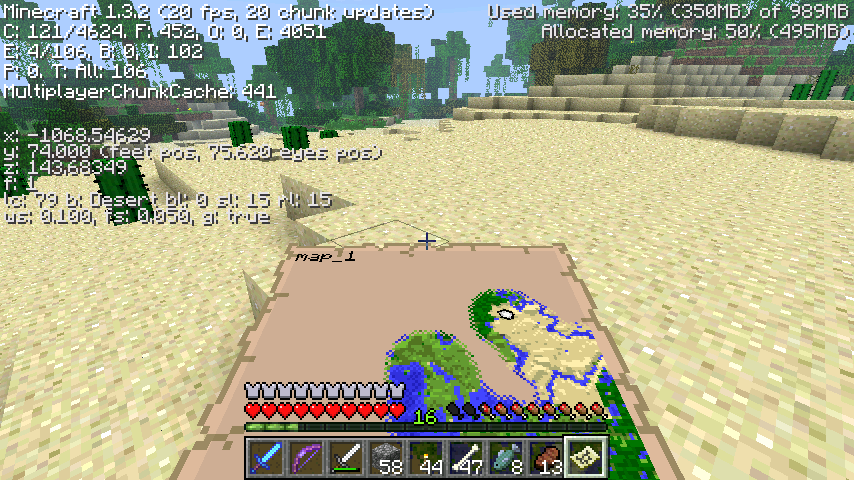 Minecraft 1.3.2 (20 fps, 20 chunk updates)
C: 121/4624, F: 452, O: 0, E: 4051
E: 4/106, B: 0, I: 102
P: 0, T: All: 106
MultiplayerChunkCache: 441
Used memory: 35% (350MB) of 989MB
Allocated memory: 50% (495MB)
x: -1068.54629
y: 74.000 (feet pos, 75.620 eyes pos)
z: 143.68349
f: 1
lc: 79 b: Desert bl: 0 sl: 15 rl: 15
ws: 0.100, fs: 0.050, g: true
map_1
16
58 44 47 8 13